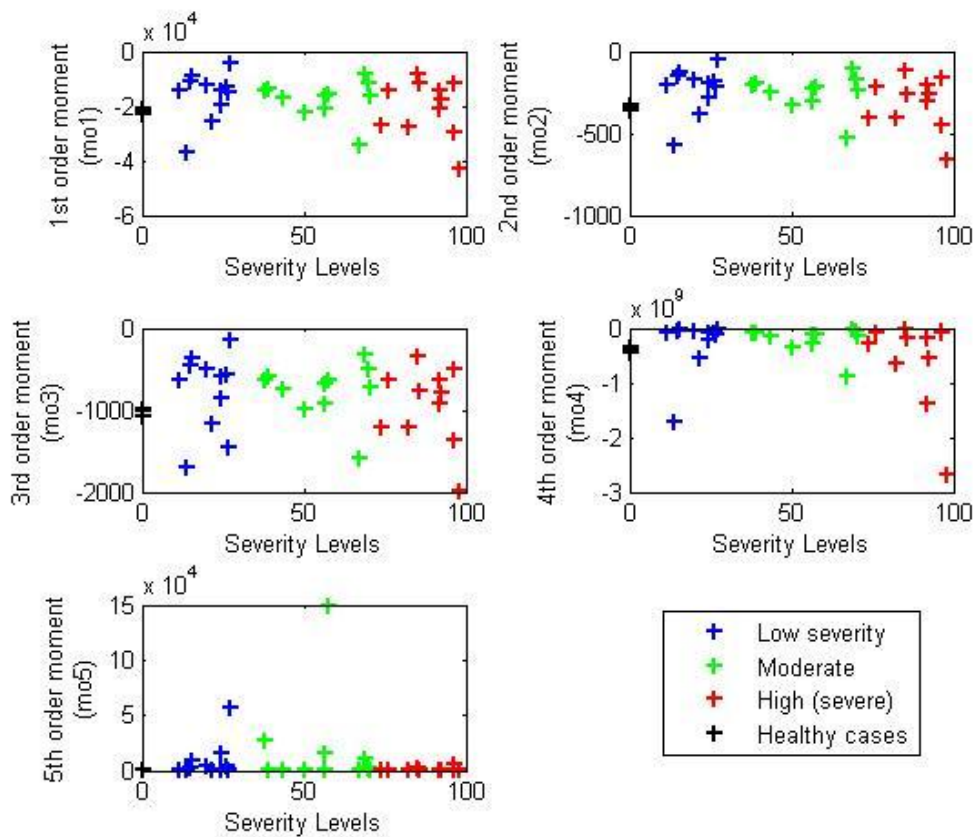 x 10^4
0
-2
-4
-6
1st order moment
(mo1)
0
50
100
Severity Levels
0
-500
-1000
2nd order moment
(mo2)
0
50
100
Severity Levels
0
-1000
-2000
3rd order moment
(mo3)
0
50
100
Severity Levels
x 10^9
0
-1
-2
-3
4th order moment
(mo4)
0
50
100
Severity Levels
x 10^4
15
10
5
0
5th order moment
(mo5)
0
50
100
Severity Levels
Low severity
Moderate
High (severe)
Healthy cases